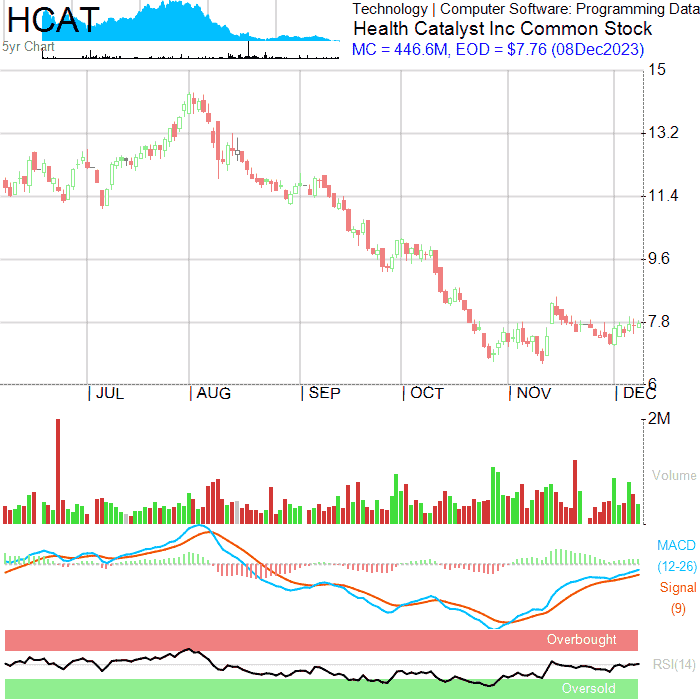 HCAT
5yr Chart
Technology | Computer Software: Programming Data
Health Catalyst Inc Common Stock
MC = 446.6M, EOD = $7.76 (08Dec2023)
15
13.2
11.4
9.6
7.8
6
JUL
AUG
SEP
OCT
NOV
DEC
2M
Volume
MACD
(12-26)
Signal
(9)
Overbought
RSI(14)
Oversold